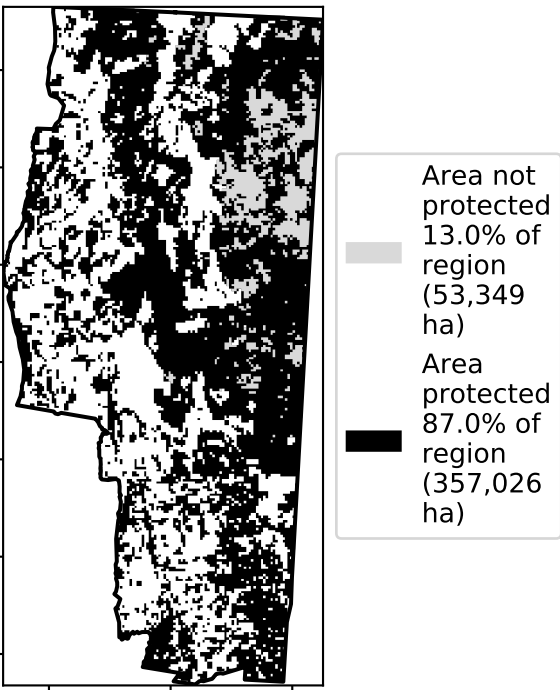 Area not
protected
13.0% of
region
(53,349
ha)
Area
protected
87.0% of
region
(357,026
ha)